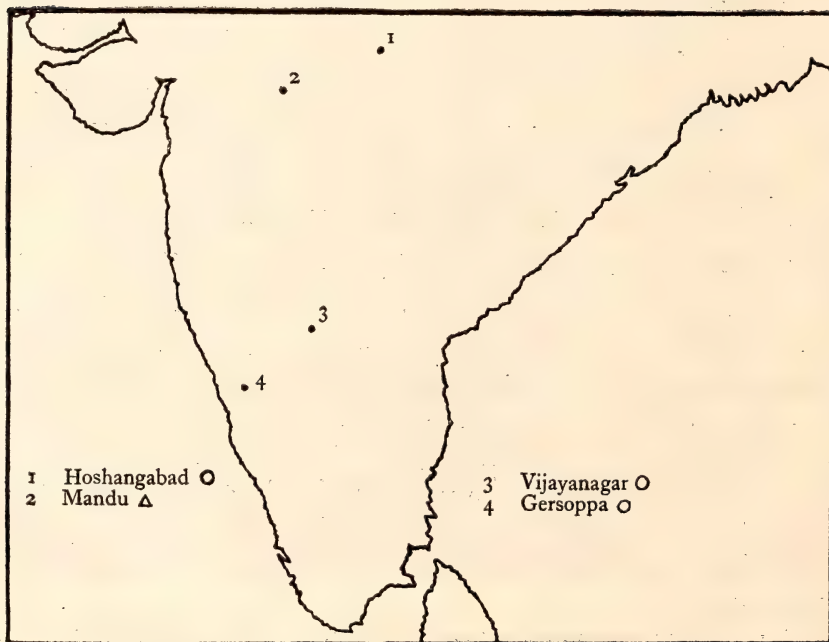 1
2
3
4
1 Hoshangabad O
2 Mandu Δ
3 Vijayanagar O
4 Gersoppa O